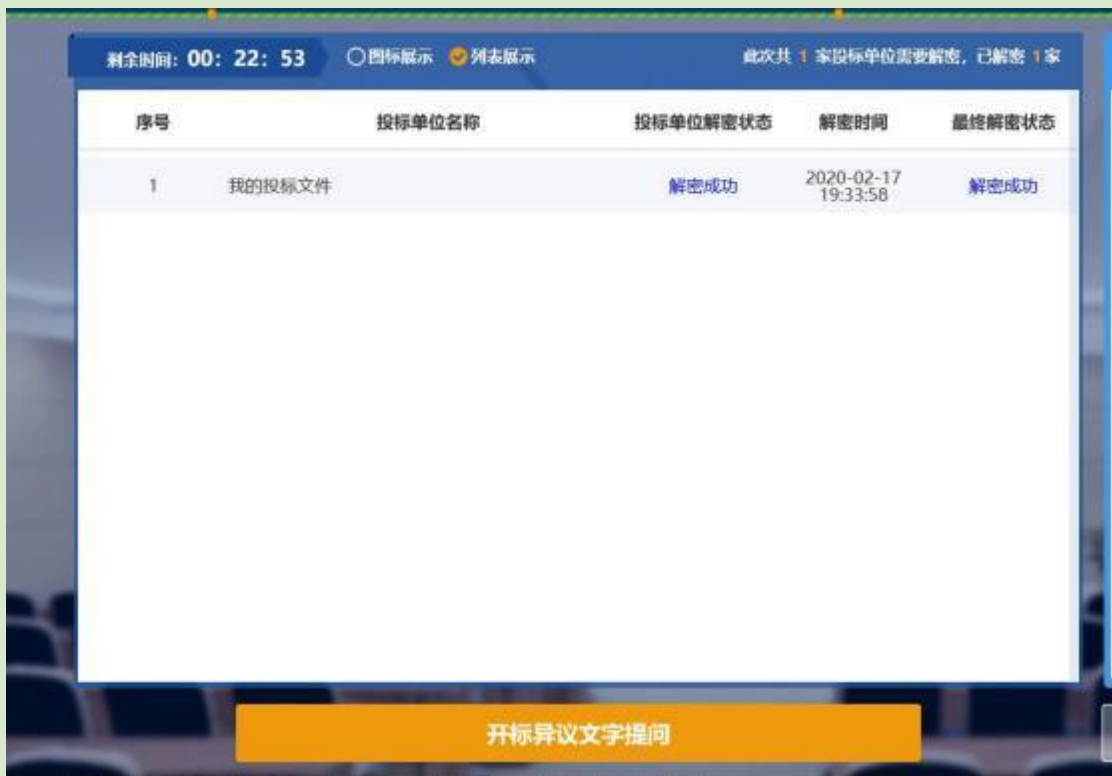 剩余时间：00：22：53 图标展示 列表展示 此次共 1 家投标单位需要解密，已解密 1 家
序号 投标单位名称 投标单位解密状态 解密时间 最终解密状态
1 我的投标文件 解密成功 2020-02-17 19:33:58 解密成功
开标异议文字提问